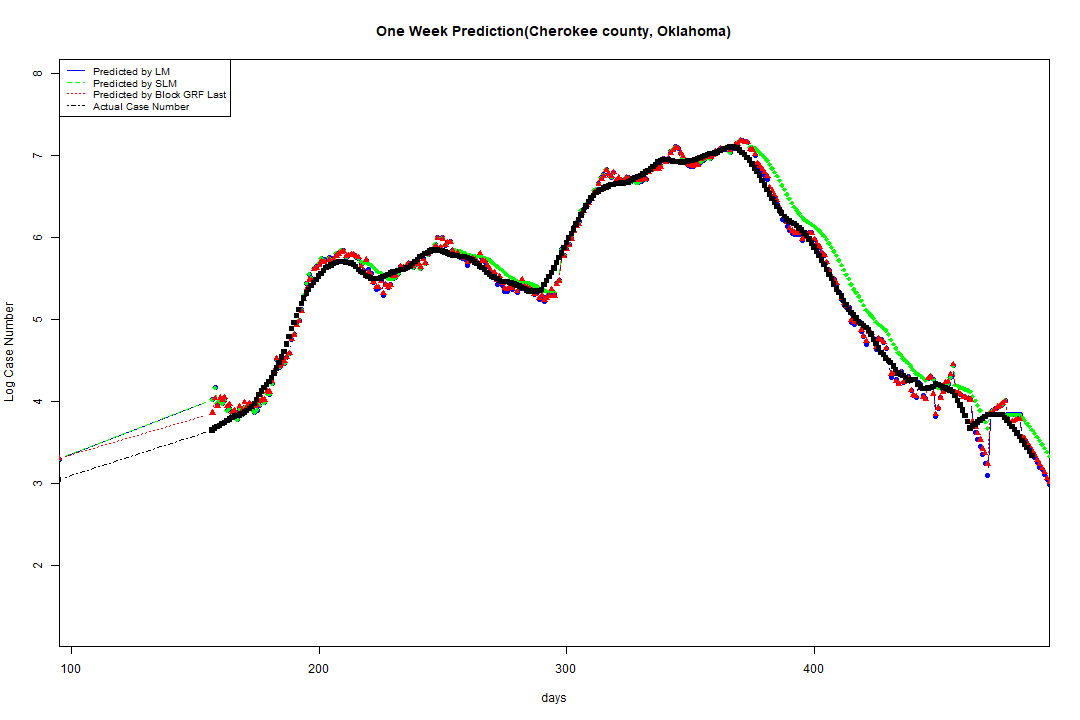 One Week Prediction(Cherokee county, Oklahoma)
Predicted by LM
Predicted by SLM
Predicted by Block GRF Last
Actual Case Number
8
7
6
5
4
3
2
Log Case Number
100 200 300 400
days